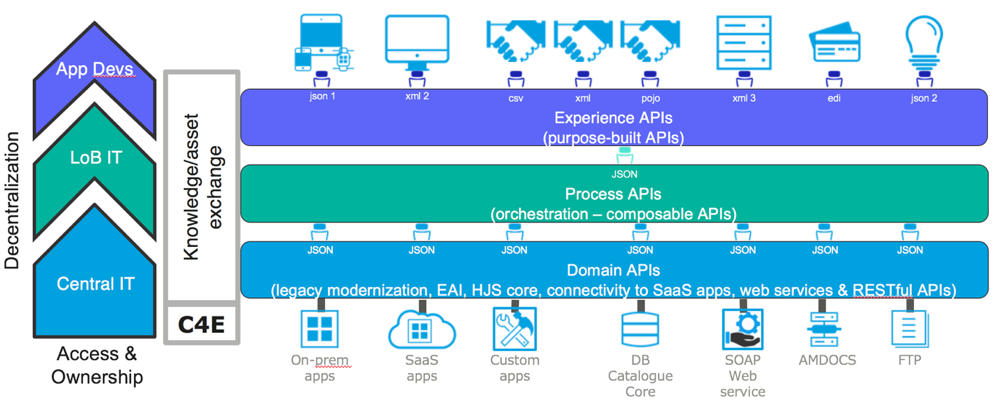 Decentralization
App Devs
LoB IT
Central IT
Access &
Ownership
Knowledge/asset
exchange
C4E
json 1
xml 2
csv
xml
pojo
xml 3
edi
json 2
Experience APIs
(purpose-built APIs)
JSON
Process APIs
(orchestration – composable APIs)
JSON
JSON
JSON
JSON
JSON
JSON
JSON
Domain APIs
(legacy modernization, EAI, HJS core, connectivity to SaaS apps, web services & RESTful APIs)
On-prem
apps
SaaS
apps
Custom
apps
DB
Catalogue
Core
SOAP
Web
service
AMDOCS
FTP